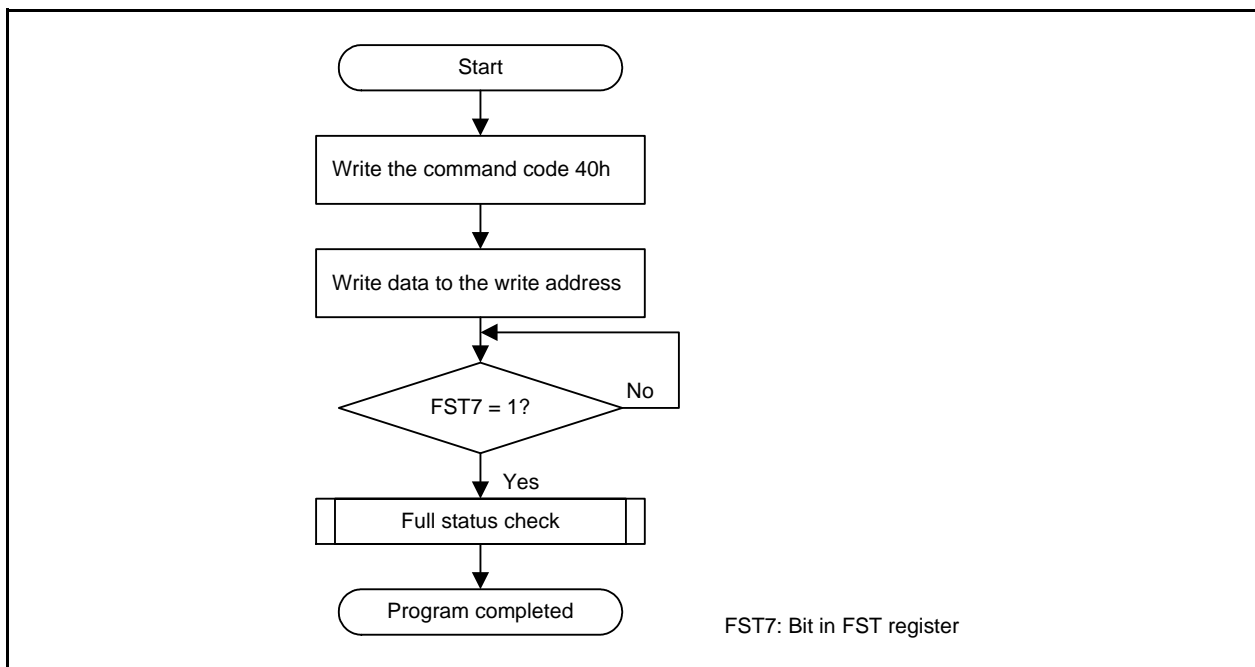 Start
Write the command code 40h
Write data to the write address
FST7 = 1?
No
Yes
Full status check
Program completed
FST7: Bit in FST register